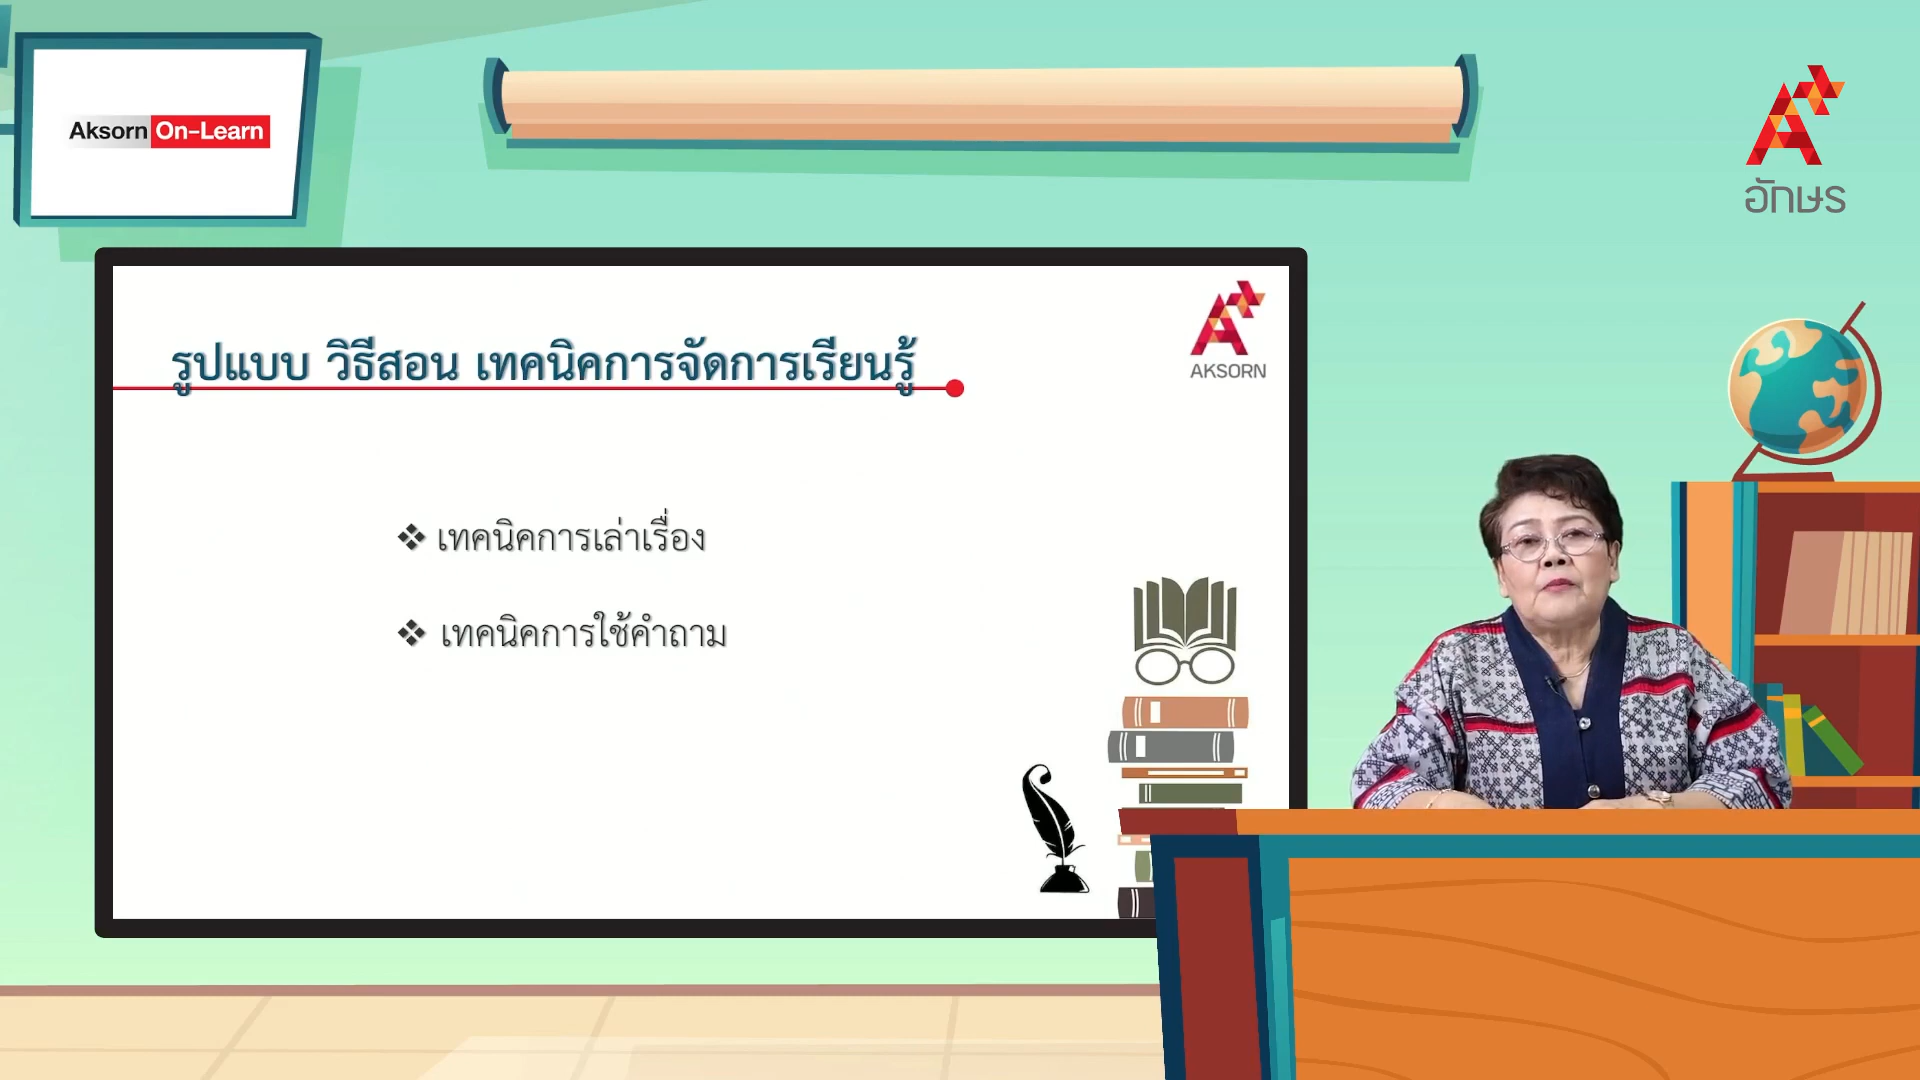 Aksorn On-Learn
อักษร
รูปแบบ วิธีสอน เทคนิคการจัดการเรียนรู้
AKSORN
❖ เทคนิคการเล่าเรื่อง
❖ เทคนิคการใช้คำถาม